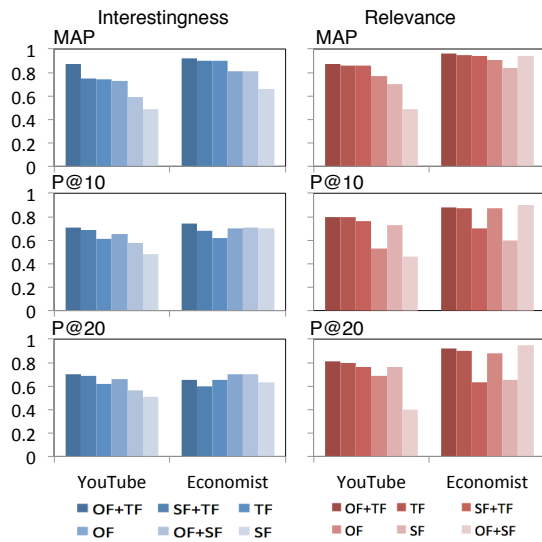 Interestingness Relevance
MAP MAP
1
0.8
0.6
0.4
0.2
0
P@10 P@10
1
0.8
0.6
0.4
0.2
0
P@20 P@20
1
0.8
0.6
0.4
0.2
0
YouTube Economist YouTube Economist
OF+TF SF+TF TF OF+TF TF SF+TF
OF OF+SF SF OF SF OF+SF